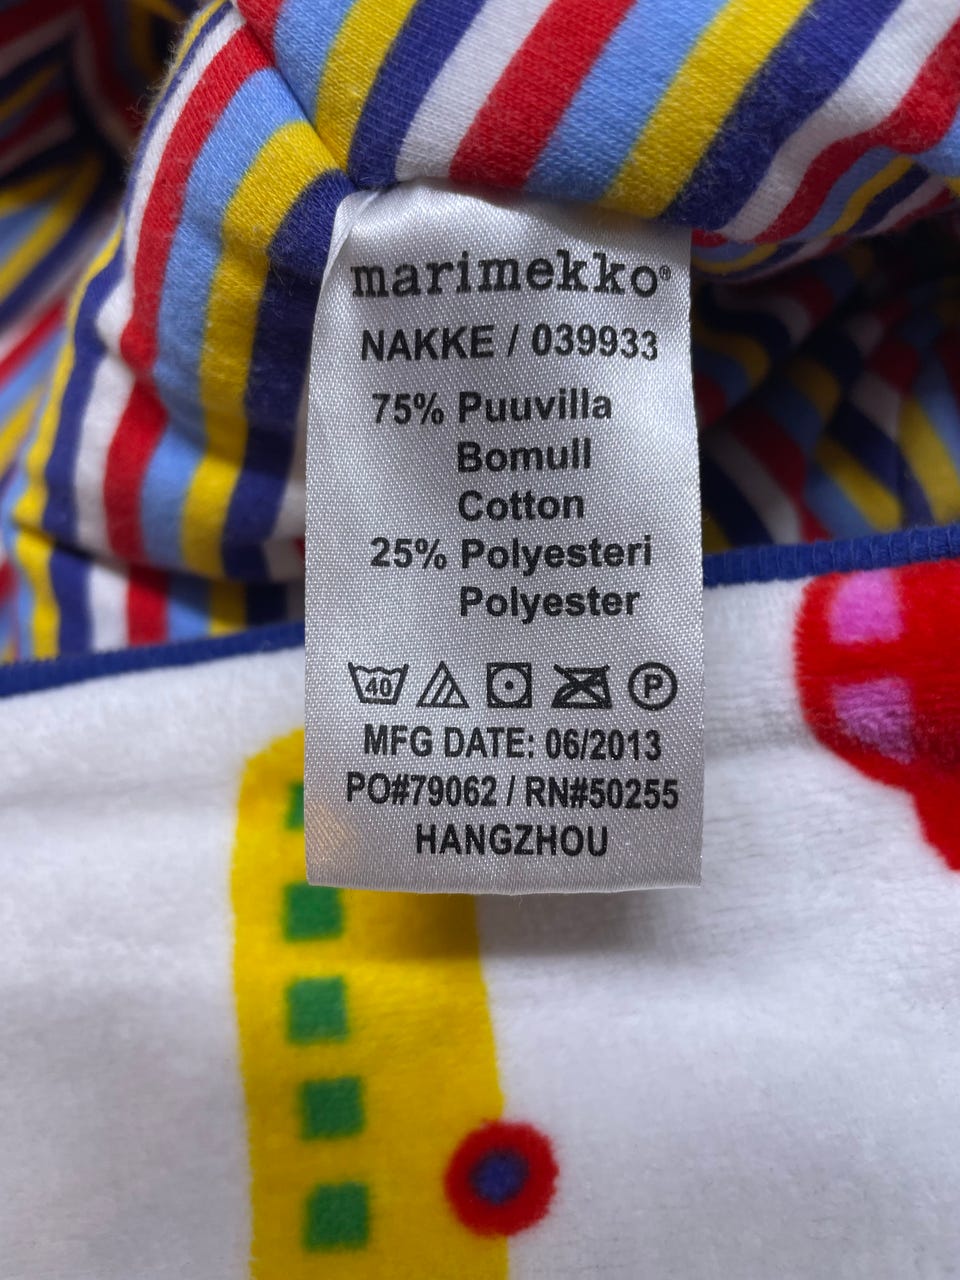 marimekko®
NAKKE / 039933
75% Puuvilla
Bomull
Cotton
25% Polyesteri
Polyester
40 P
MFG DATE: 06/2013
PO#79062 / RN#50255
HANGZHOU